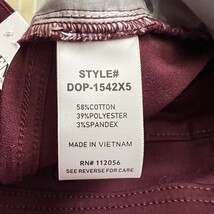 STYLE#
DOP-1542X5
58%COTTON
39%POLYESTER
3%SPANDEX
MADE IN VIETNAM
RN# 112056
SEE REVERSE FOR CARE